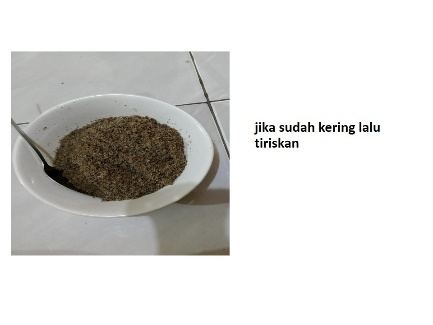 jika sudah kering lalu
tiriskan